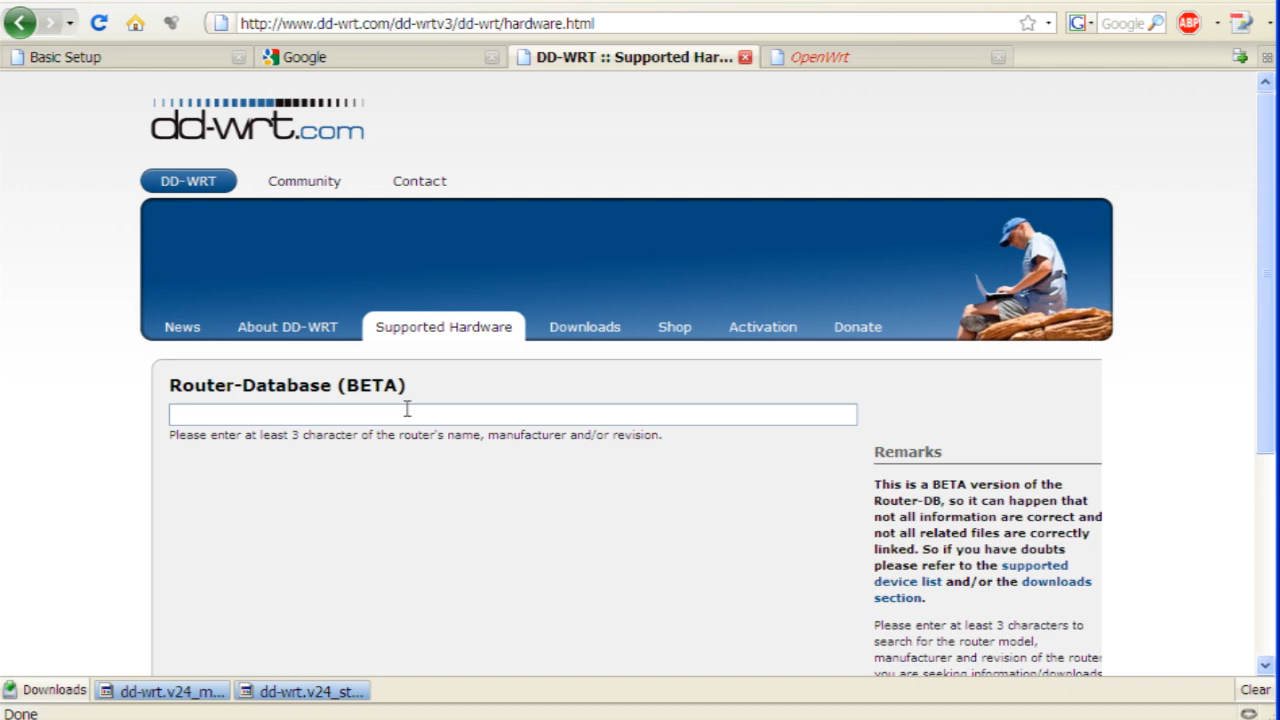 http://www.dd-wrt.com/dd-wrtv3/dd-wrt/hardware.html
G
Google
ABP
Basic Setup
Google
DD-WRT :: Supported Har...
OpenWrt
dd-wrt.com
DD-WRT
Community
Contact
News
About DD-WRT
Supported Hardware
Downloads
Shop
Activation
Donate
Router-Database (BETA)
Please enter at least 3 character of the router's name, manufacturer and/or revision.
Remarks
This is a BETA version of the
Router-DB, so it can happen that
not all information are correct and
not all related files are correctly
linked. So if you have doubts
please refer to the supported
device list and/or the downloads
section.
Please enter at least 3 characters to
search for the router model,
manufacturer and revision of the router
you are seeking information/downloads
Downloads
dd-wrt.v24_m...
dd-wrt.v24_st...
Clear
Done